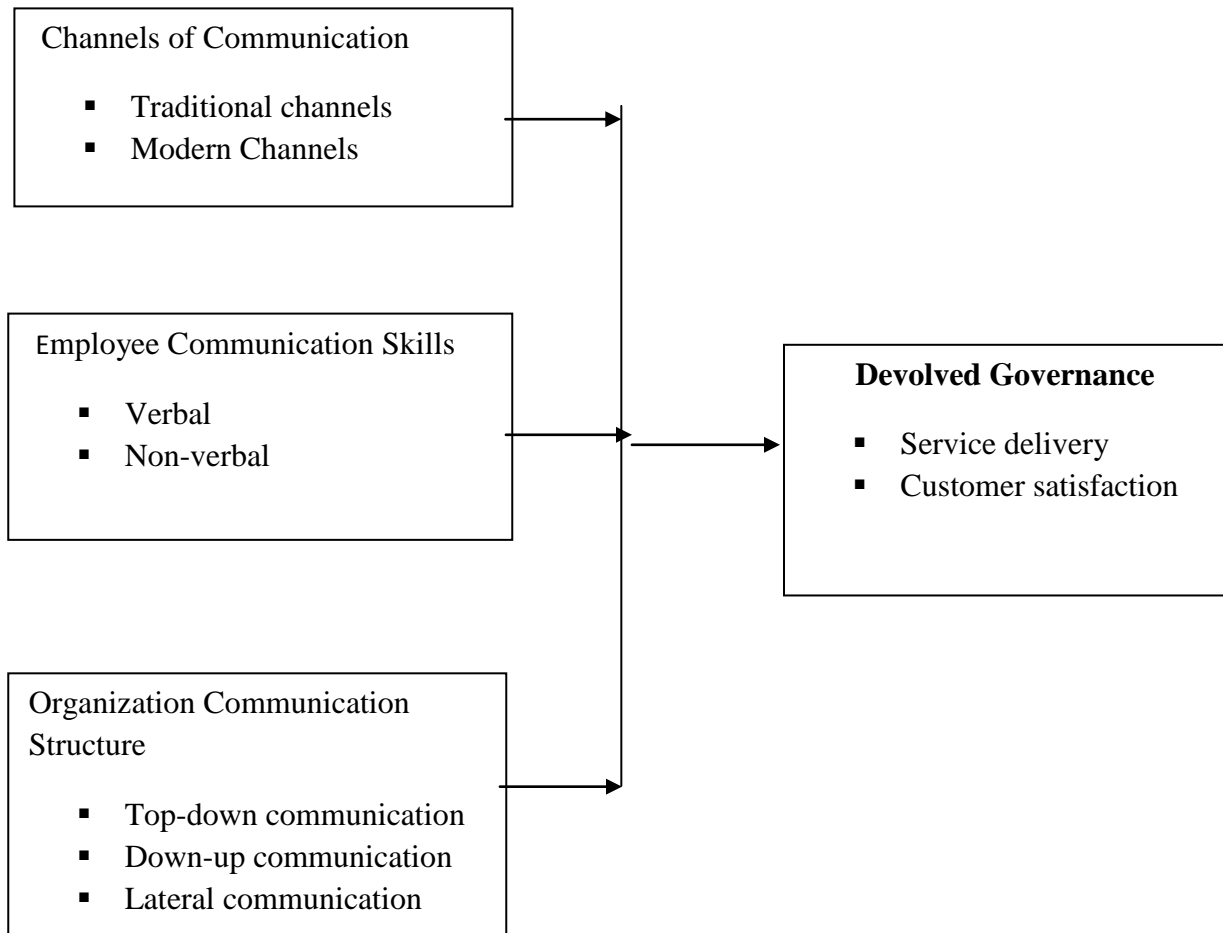 Channels of Communication
▪ Traditional channels
▪ Modern Channels
Employee Communication Skills
▪ Verbal
▪ Non-verbal
Devolved Governance
▪ Service delivery
▪ Customer satisfaction
Organization Communication
Structure
▪ Top-down communication
▪ Down-up communication
▪ Lateral communication